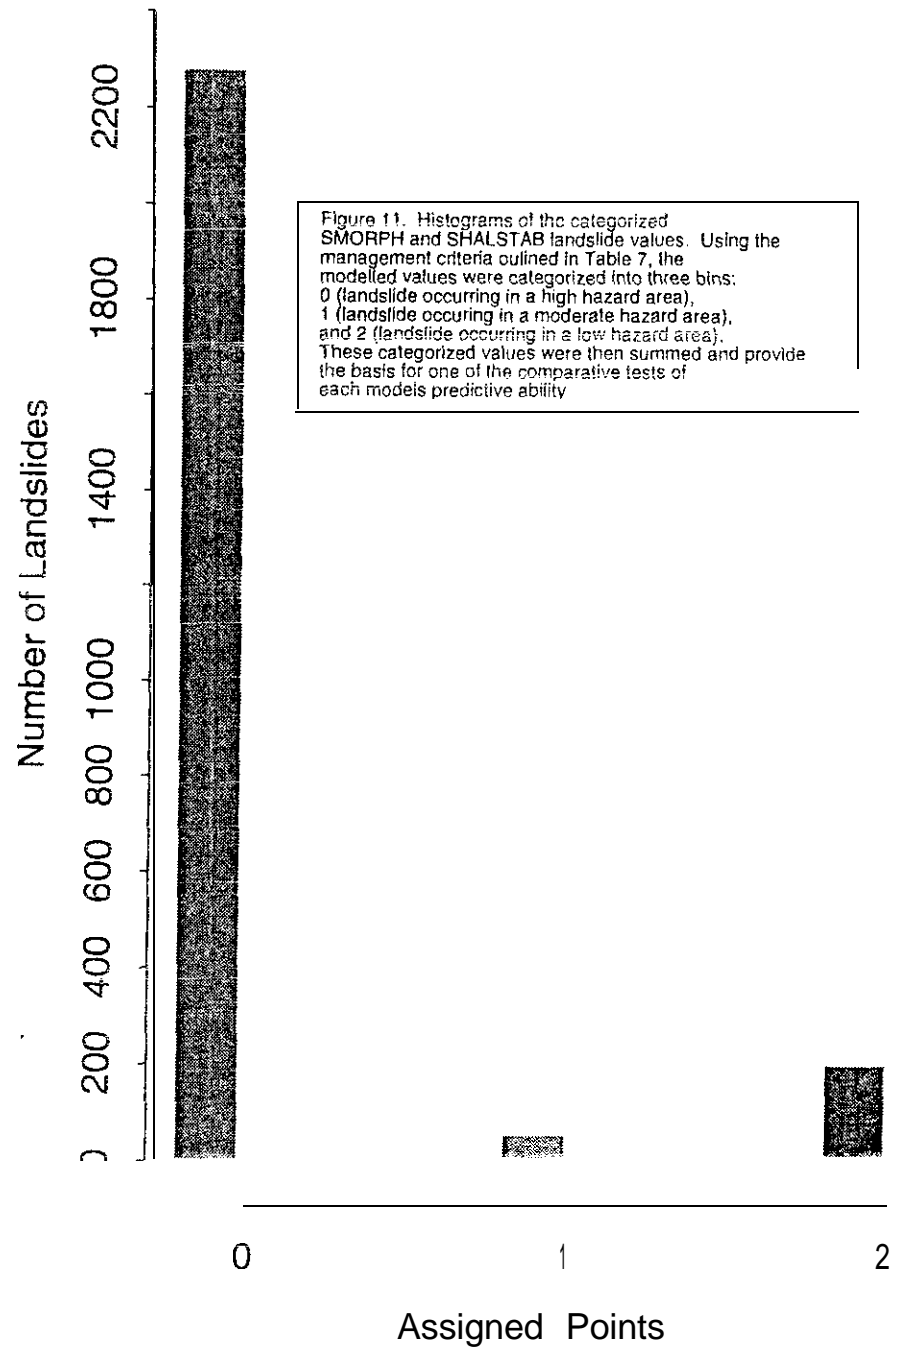 2200
1800
1400
1000
800
600
400
200
0
Number of Landslides
Figure 11. Histograms of the categorized
SMORPH and SHALSTAB landslide values. Using the
management criteria oulined in Table 7, the
modelled values were categorized into three bins:
0 (landslide occurring in a high hazard area),
1 (landslide occuring in a moderate hazard area),
and 2 (landslide occurring in a low hazard area).
These categorized values were then summed and provide
the basis for one of the comparative tests of
each models predictive ability
0 1 2
Assigned Points